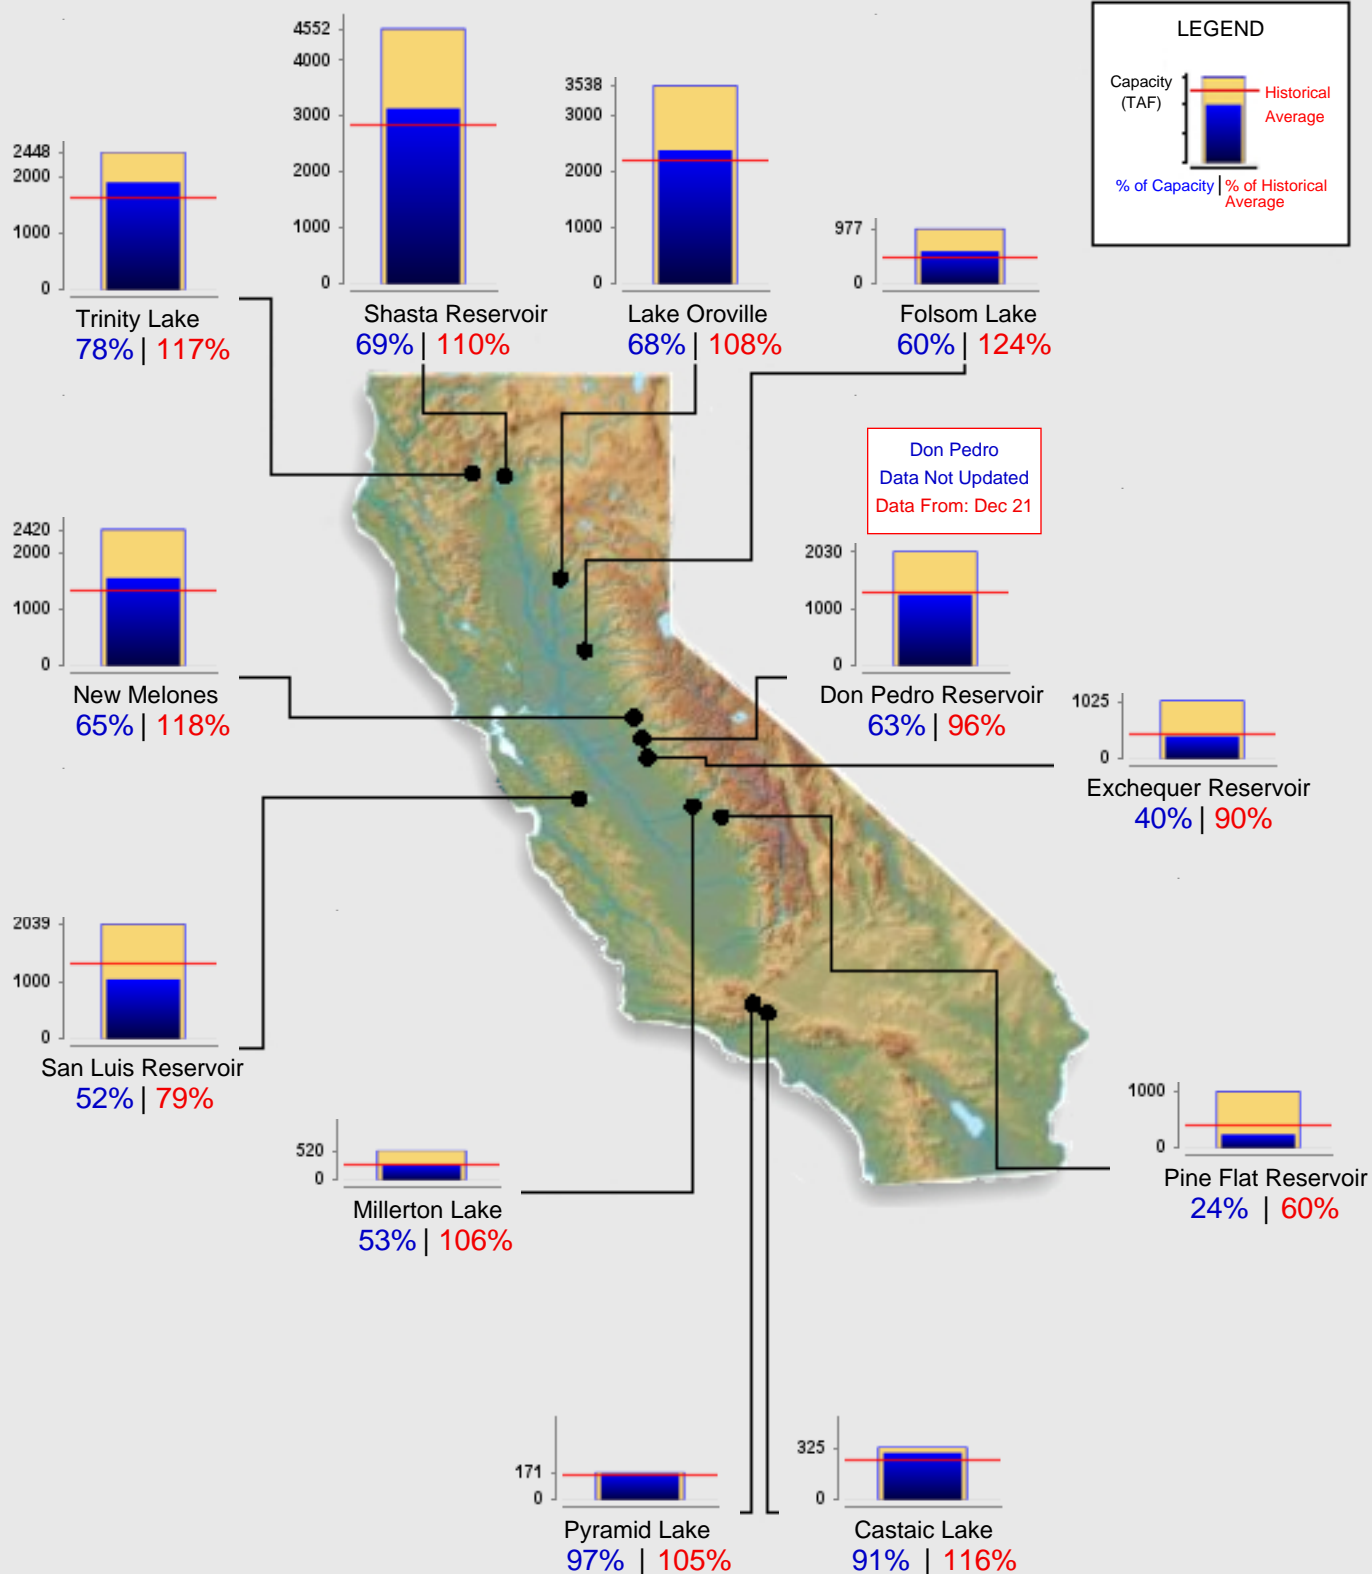 LEGEND
Capacity
(TAF)
Historical
Average
% of Capacity | % of Historical
Average
4552
4000
3000
2000
1000
0
Shasta Reservoir
69% | 110%
3538
3000
2000
1000
0
Lake Oroville
68% | 108%
2448
2000
1000
0
Trinity Lake
78% | 117%
977
0
Folsom Lake
60% | 124%
Don Pedro
Data Not Updated
Data From: Dec 21
2030
1000
0
Don Pedro Reservoir
63% | 96%
2420
2000
1000
0
New Melones
65% | 118%
1025
0
Exchequer Reservoir
40% | 90%
2039
1000
0
San Luis Reservoir
52% | 79%
520
0
Millerton Lake
53% | 106%
1000
0
Pine Flat Reservoir
24% | 60%
171
0
Pyramid Lake
97% | 105%
325
0
Castaic Lake
91% | 116%